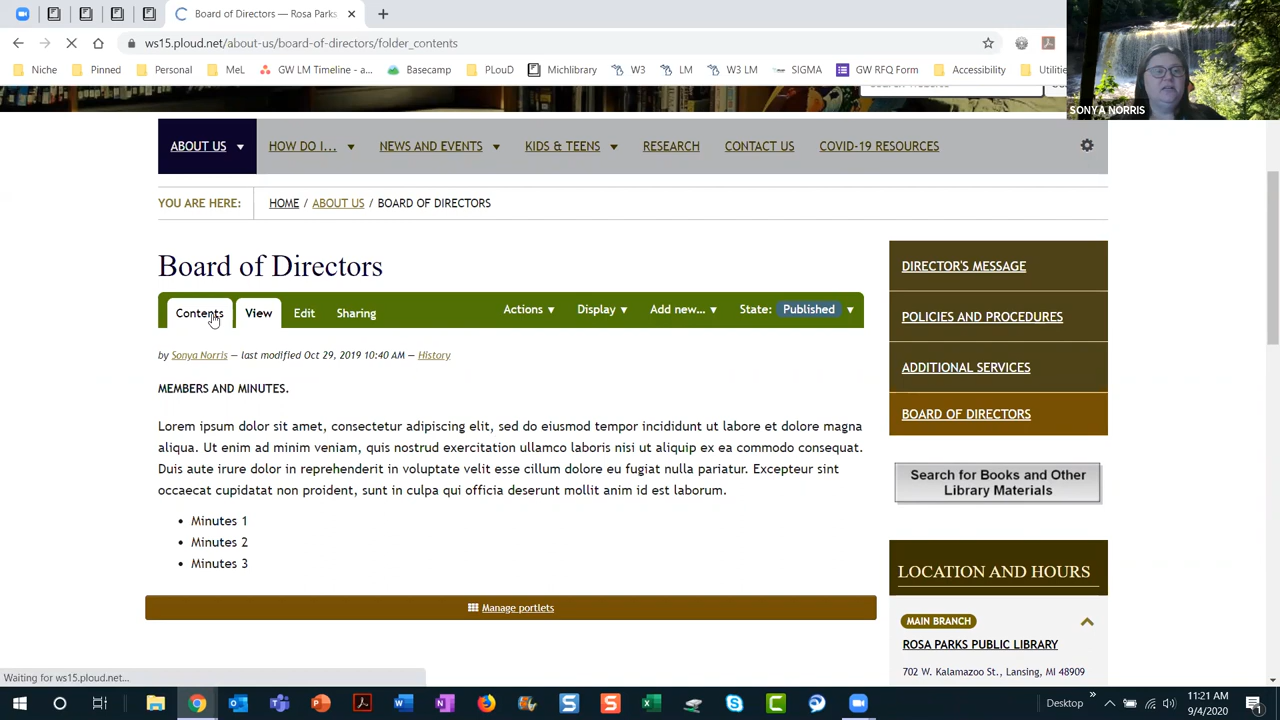 Board of Directors — Rosa Parks
ws15.ploud.net/about-us/board-of-directors/folder_contents
Niche
Pinned
Personal
MeL
GW LM Timeline – a...
Basecamp
PLouD
Michlibrary
W3
LM
W3 LM
SIGMA
GW RFQ Form
Accessibility
Utilitie
SONYA NORRIS
ABOUT US
HOW DO I...
NEWS AND EVENTS
KIDS & TEENS
RESEARCH
CONTACT US
COVID-19 RESOURCES
YOU ARE HERE:
HOME / ABOUT US / BOARD OF DIRECTORS
Board of Directors
Contents
View
Edit
Sharing
Actions
Display
Add new...
State: Published
by Sonya Norris — last modified Oct 29, 2019 10:40 AM — History
MEMBERS AND MINUTES.
Lorem ipsum dolor sit amet, consectetur adipiscing elit, sed do eiusmod tempor incididunt ut labore et dolore magna
aliqua. Ut enim ad minim veniam, quis nostrud exercitation ullamco laboris nisi ut aliquip ex ea commodo consequat.
Duis aute irure dolor in reprehenderit in voluptate velit esse cillum dolore eu fugiat nulla pariatur. Excepteur sint
occaecat cupidatat non proident, sunt in culpa qui officia deserunt mollit anim id est laborum.
• Minutes 1
• Minutes 2
• Minutes 3
Manage portlets
DIRECTOR'S MESSAGE
POLICIES AND PROCEDURES
ADDITIONAL SERVICES
BOARD OF DIRECTORS
Search for Books and Other
Library Materials
LOCATION AND HOURS
MAIN BRANCH
ROSA PARKS PUBLIC LIBRARY
702 W. Kalamazoo St., Lansing, MI 48909
Waiting for ws15.ploud.net...
Desktop
11:21 AM
9/4/2020